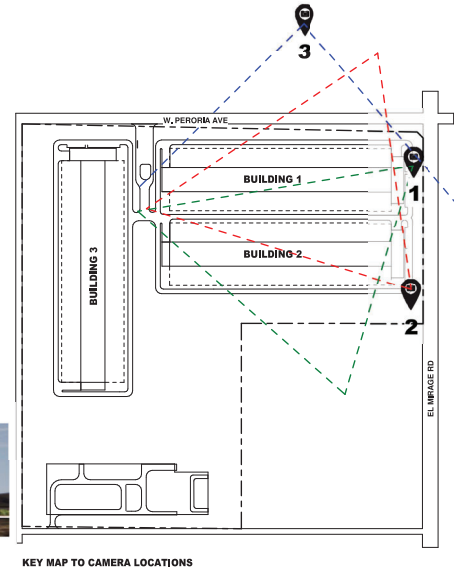 3
W. PERORIA AVE
BUILDING 1
1
BUILDING 2
BUILDING 3
2
EL MIRAGE RD
KEY MAP TO CAMERA LOCATIONS